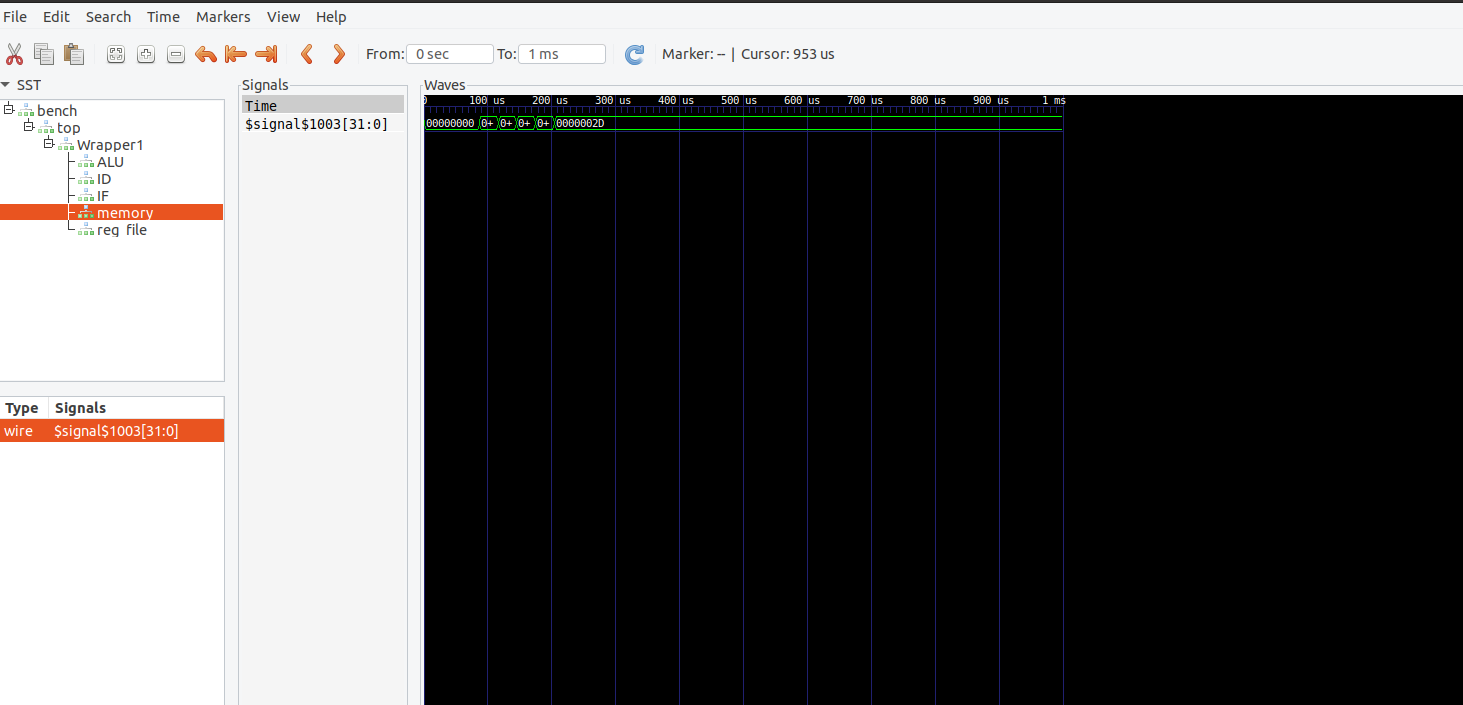 File Edit Search Time Markers View Help
From: 0 sec To: 1 ms Marker: -- | Cursor: 953 us
SST
bench
top
Wrapper1
ALU
ID
IF
memory
reg_file
Type Signals
wire $signal$1003[31:0]
Signals
Time
$signal$1003[31:0]
Waves
0 100 us 200 us 300 us 400 us 500 us 600 us 700 us 800 us 900 us 1 ms
00000000 0+ 0+ 0+ 0+ 0000002D